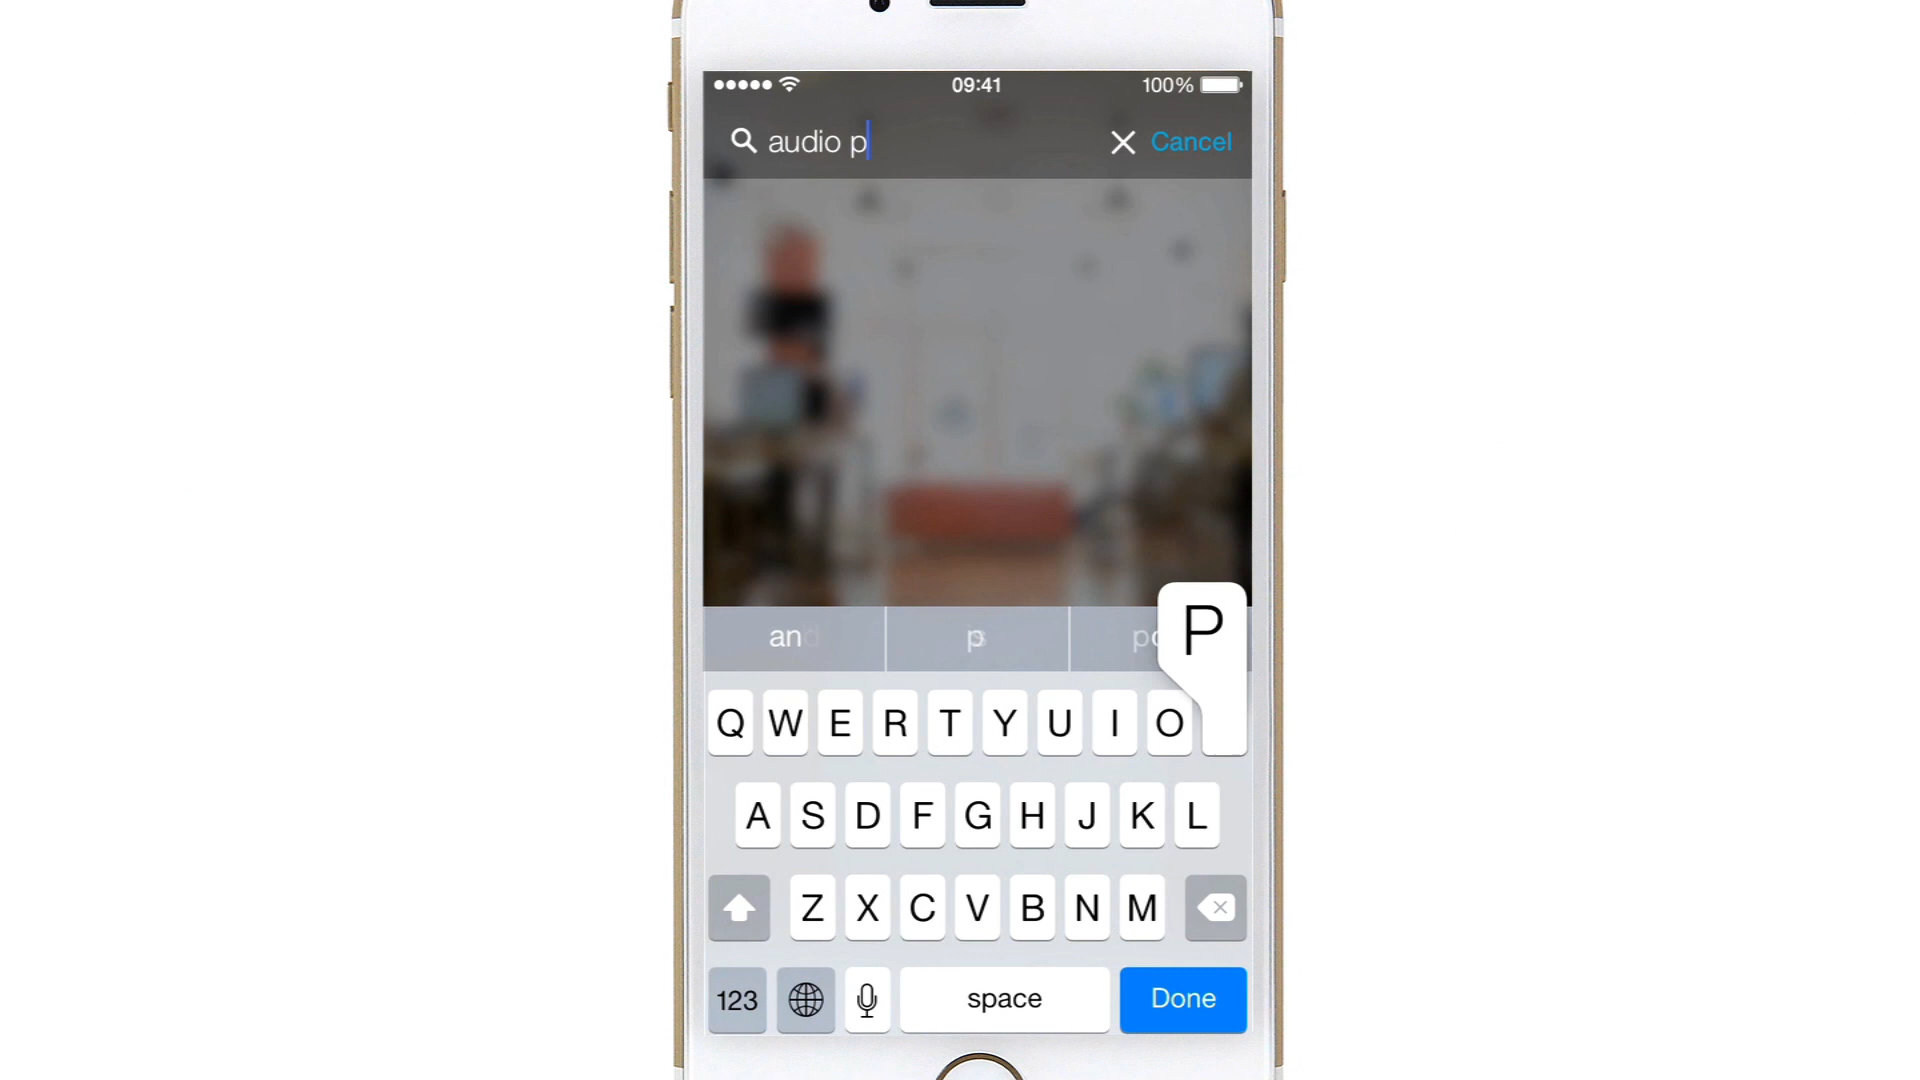 09:41 100%
audio p Cancel
an p
P
Q W E R T Y U I O
A S D F G H J K L
Z X C V B N M
123 space Done